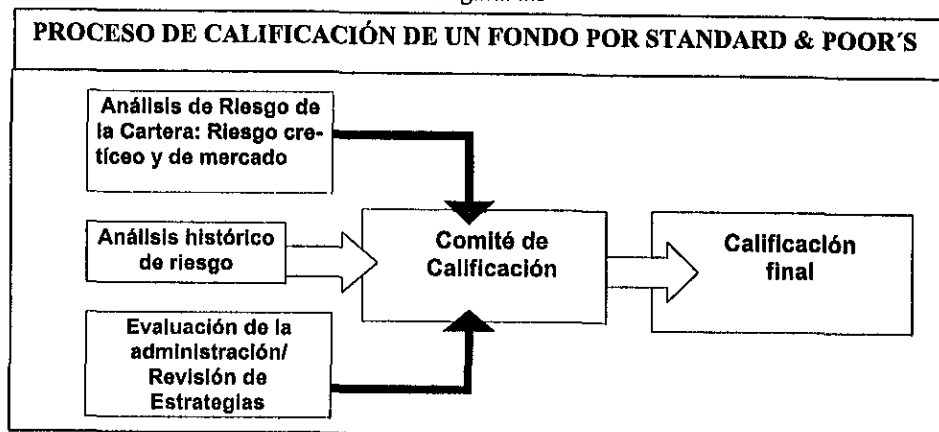 PROCESO DE CALIFICACIÓN DE UN FONDO POR STANDARD & POOR´S
Análisis de Riesgo de
la Cartera: Riesgo cre-
tíceo y de mercado
Análisis histórico
de riesgo
Comité de
Calificación
Calificación
final
Evaluación de la
administración/
Revisión de
Estrategias